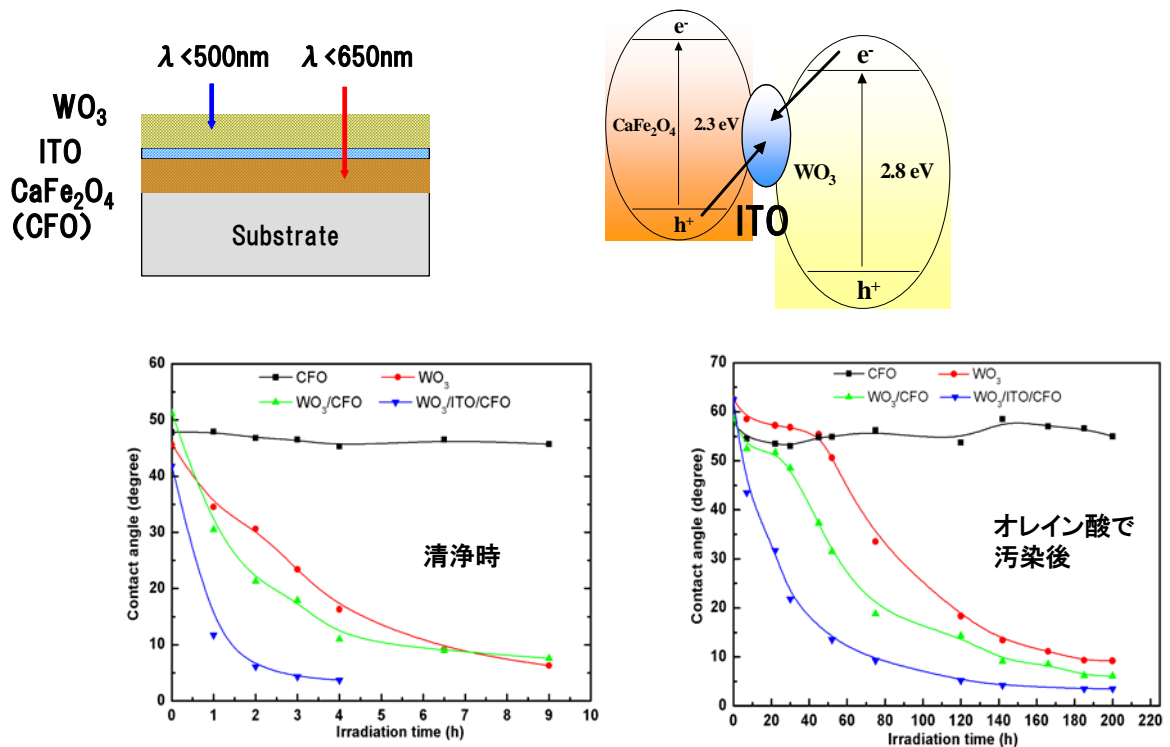 λ<500nm
λ<650nm
WO₃
ITO
CaFe₂O₄
(CFO)
Substrate
e⁻
CaFe₂O₄
2.3 eV
h⁺
ITO
e⁻
WO₃
2.8 eV
h⁺
60
50
40
30
20
10
0
Contact angle (degree)
CFO
WO₃
WO₃/CFO
WO₃/ITO/CFO
清浄時
0 1 2 3 4 5 6 7 8 9 10
Irradiation time (h)
70
60
50
40
30
20
10
0
Contact angle (degree)
CFO
WO₃
WO₃/CFO
WO₃/ITO/CFO
オレイン酸で
汚染後
0 20 40 60 80 100 120 140 160 180 200 220
Irradiation time (h)